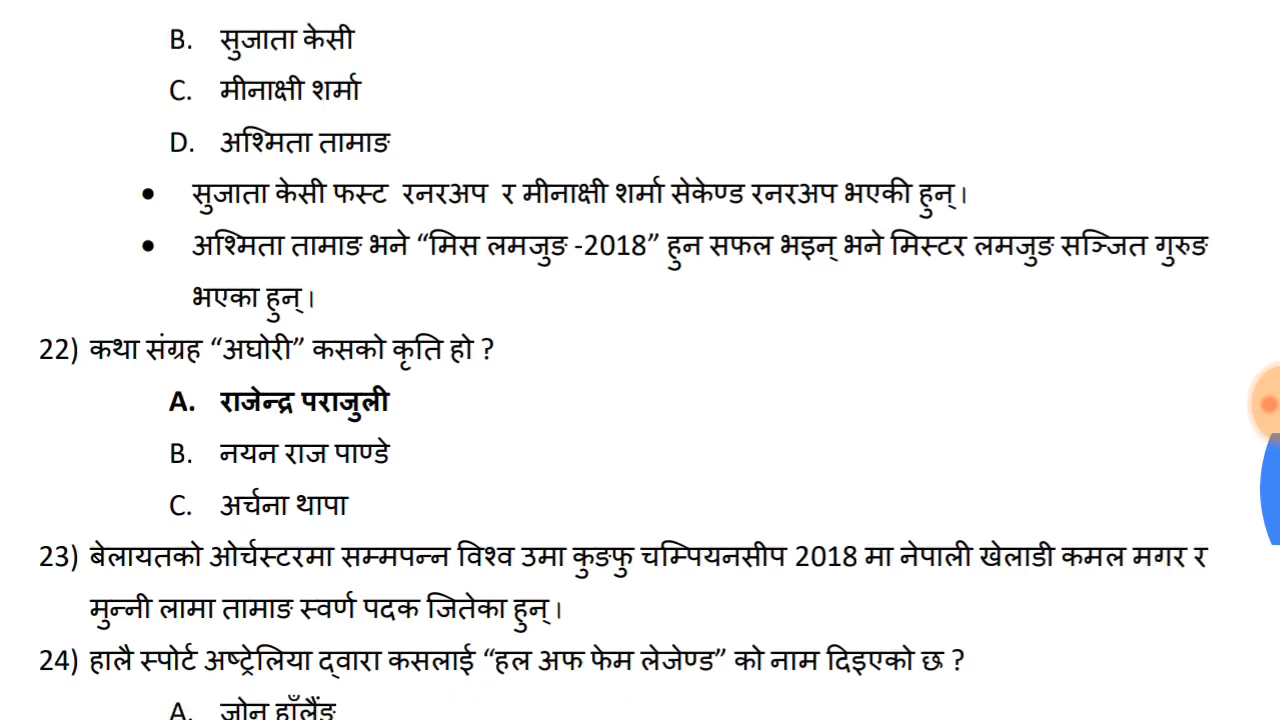 B. सुजाता केसी
C. मीनाक्षी शर्मा
D. अश्मिता तामाङ
• सुजाता केसी फस्ट रनरअप र मीनाक्षी शर्मा सेकेण्ड रनरअप भएकी हुन्।
• अश्मिता तामाङ भने “मिस लमजुङ -2018” हुन सफल भइन् भने मिस्टर लमजुङ सञ्जित गुरुङ
भएका हुन्।
22) कथा संग्रह “अघोरी” कसको कृति हो ?
A. राजेन्द्र पराजुली
B. नयन राज पाण्डे
C. अर्चना थापा
23) बेलायतको ओर्चस्टरमा सम्मपन्न विश्व उमा कुङफु चम्पियनसीप 2018 मा नेपाली खेलाडी कमल मगर र
मुन्नी लामा तामाङ स्वर्ण पदक जितेका हुन्।
24) हालै स्पोर्ट अष्ट्रेलिया द्वारा कसलाई “हल अफ फेम लेजेण्ड” को नाम दिइएको छ ?
A. जोन हाँलैंङ